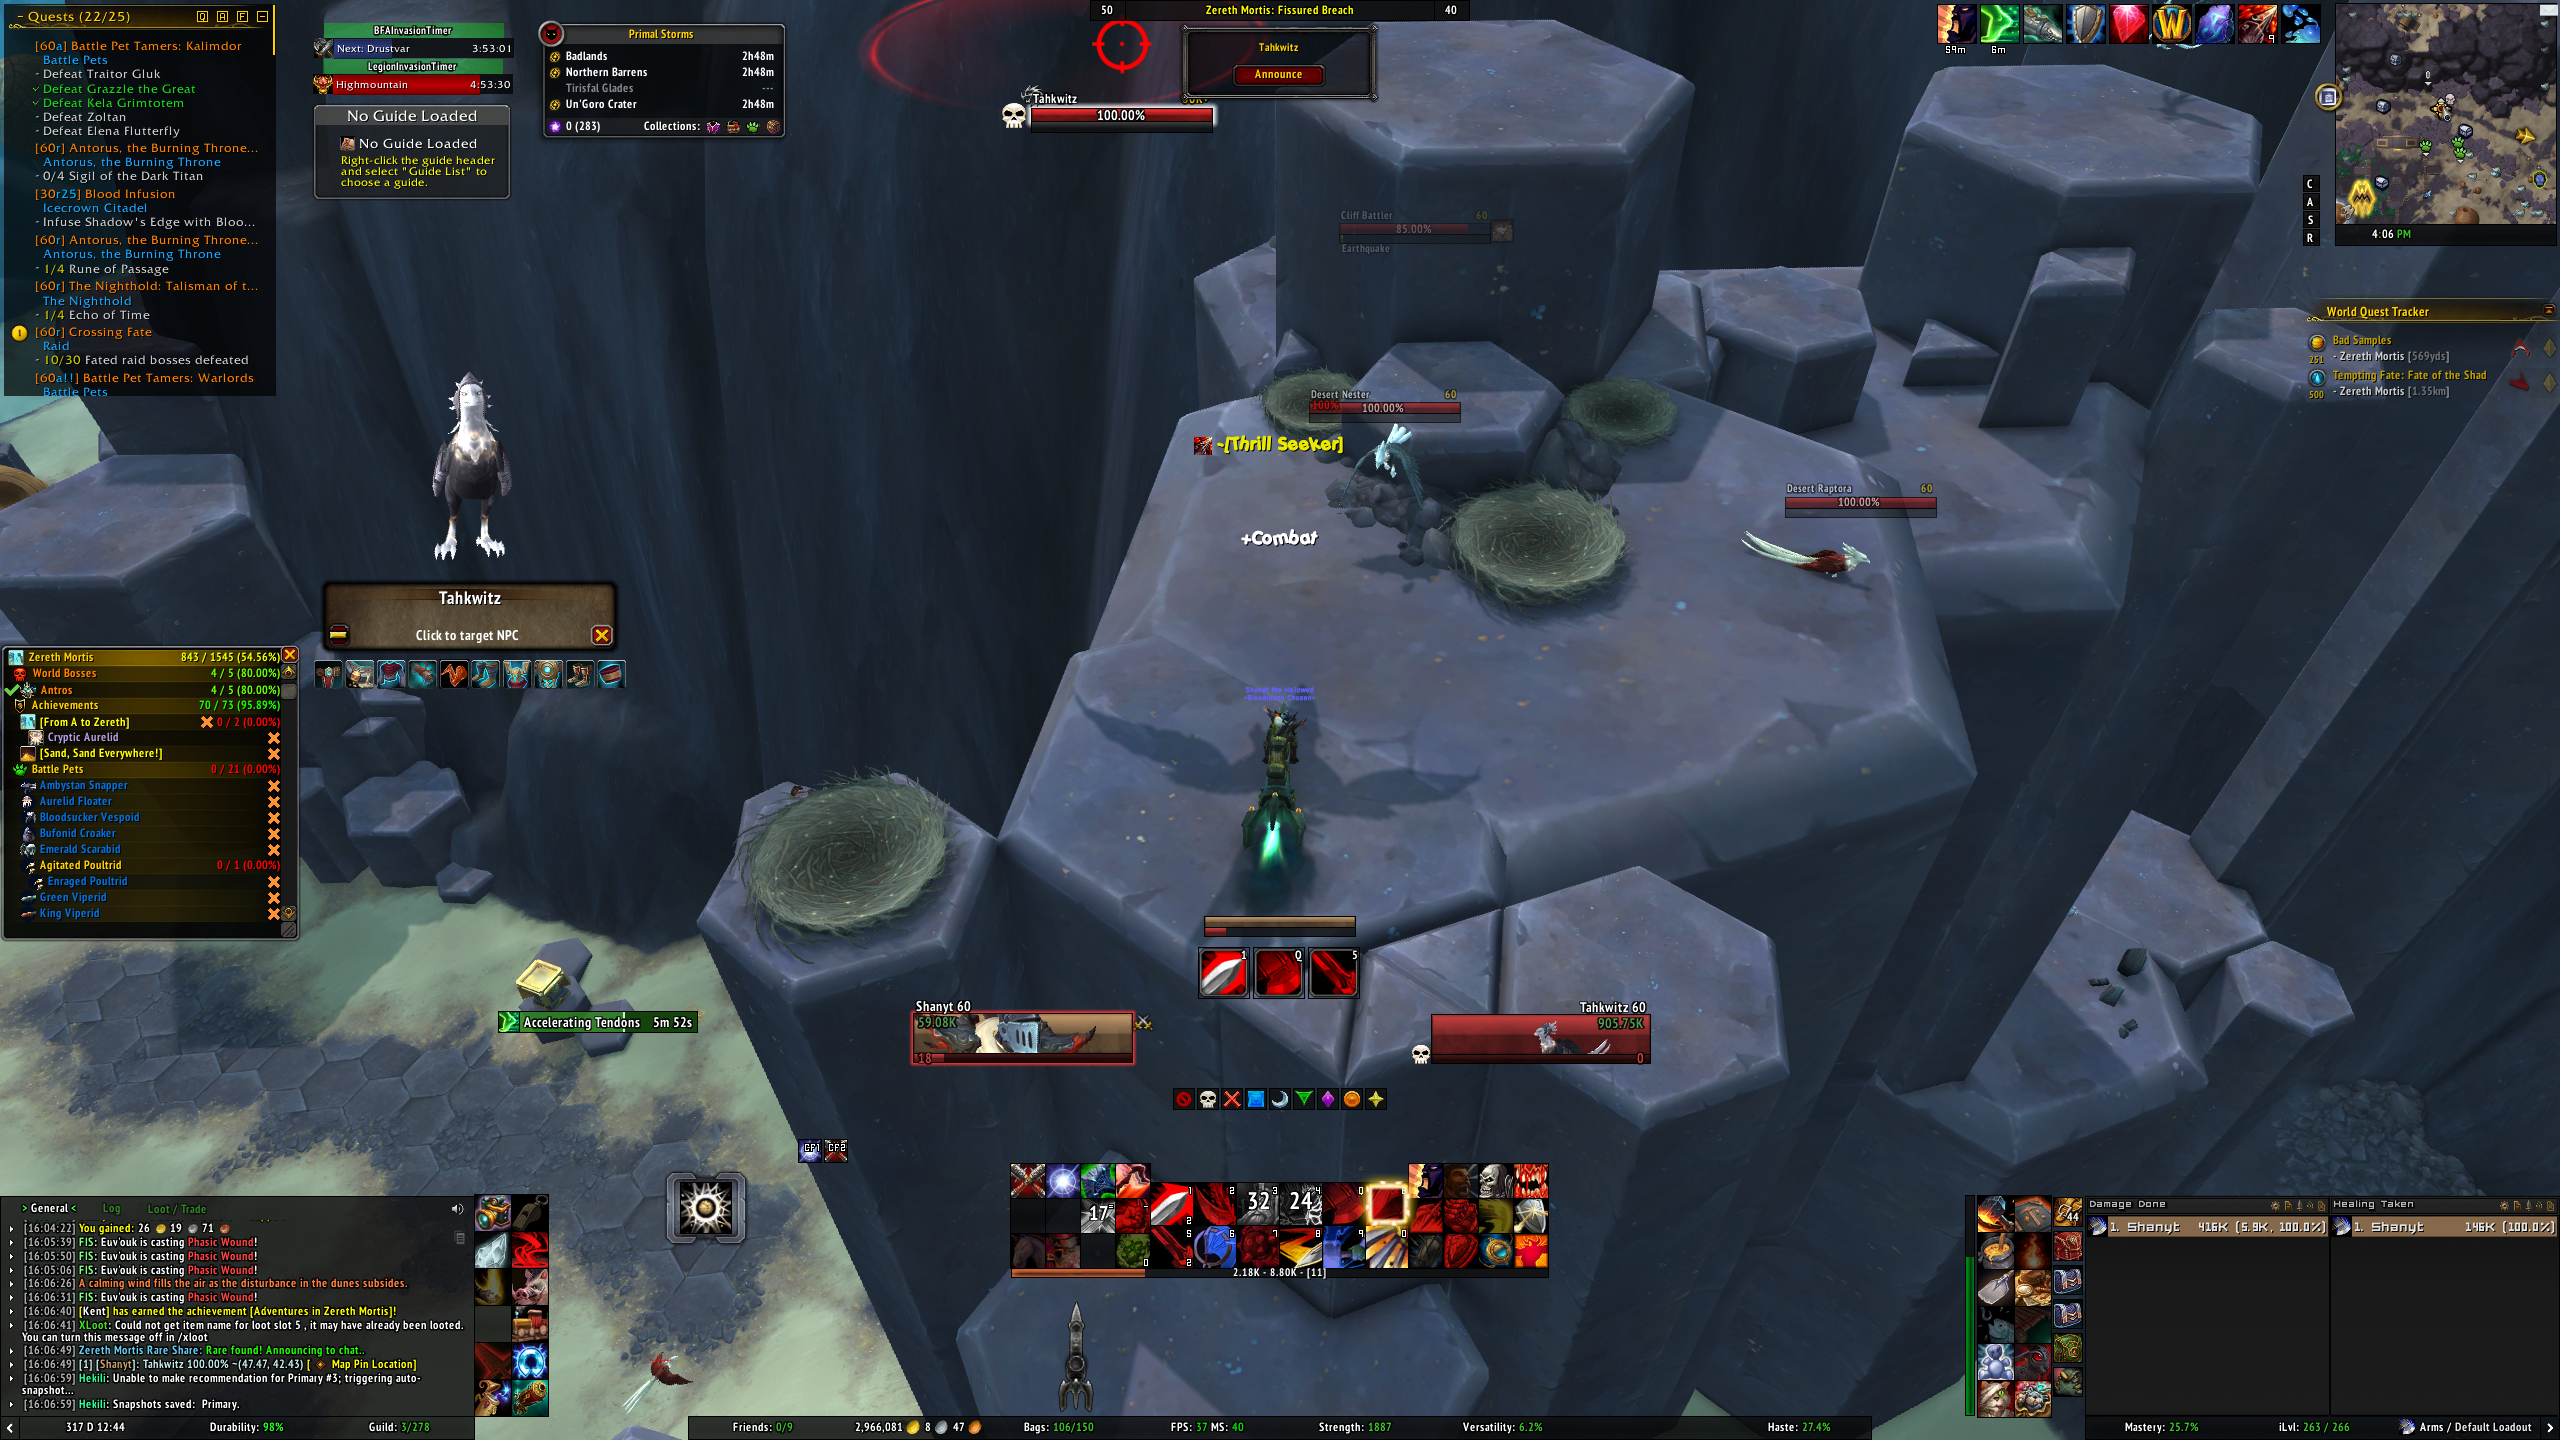 - Quests (22/25)
Q A F -
[60a] Battle Pet Tamers: Kalimdor
Battle Pets
- Defeat Traitor Gluk
Defeat Grazzle the Great
Defeat Kela Grimtotem
- Defeat Zoltan
- Defeat Elena Flutterfly
[60r] Antorus, the Burning Throne...
Antorus, the Burning Throne
- 0/4 Sigil of the Dark Titan
[30r25] Blood Infusion
Icecrown Citadel
- Infuse Shadow's Edge with Bloo...
[60r] Antorus, the Burning Throne...
Antorus, the Burning Throne
- 1/4 Rune of Passage
[60r] The Nighthold: Talisman of t...
The Nighthold
- 1/4 Echo of Time
[60r] Crossing Fate
Raid
- 10/30 Fated raid bosses defeated
[60a!!] Battle Pet Tamers: Warlords
Battle Pets
BFAInvasionTimer
Next: Drustvar 3:53:01
LegionInvasionTimer
Highmountain 4:53:30
No Guide Loaded
No Guide Loaded
Right-click the guide header
and select "Guide List" to
choose a guide.
Primal Storms
Badlands 2h48m
Northern Barrens 2h48m
Tirisfal Glades ---
Un'Goro Crater 2h48m
0 (283) Collections:
50 Zereth Mortis: Fissured Breach 40
Tahkwitz
Announce
Tahkwitz
100.00%
Cliff Battler 60
85.00%
Earthquake
Desert Nester 60
100% 100.00%
-[Thrill Seeker]
+Combat
Desert Raptora 60
100.00%
59m 6m 9
C
A
S
R
4:06 PM
World Quest Tracker
Bad Samples
251 - Zereth Mortis [569yds]
Tempting Fate: Fate of the Shad
500 - Zereth Mortis [1.35km]
Tahkwitz
Click to target NPC
Zereth Mortis 843 / 1545 (54.56%)
World Bosses 4 / 5 (80.00%)
Antros 4 / 5 (80.00%)
Achievements 70 / 73 (95.89%)
[From A to Zereth] 0 / 2 (0.00%)
Cryptic Aurelid
[Sand, Sand Everywhere!]
Battle Pets 0 / 21 (0.00%)
Ambystan Snapper
Aurelid Floater
Bloodsucker Vespoid
Bufonid Croaker
Emerald Scarabid
Agitated Poultrid 0 / 1 (0.00%)
Enraged Poultrid
Green Viperid
King Viperid
Accelerating Tendons 5m 52s
1 Q 5
Shanyt 60
59.08K
18
Tahkwitz 60
905.75K
0
CF1 CF2
17 32 24
2.18K - 8.80K - [11]
> General < Log Loot / Trade
[16:04:22] You gained: 26 19 71
[16:05:39] FIS: Euv'ouk is casting Phasic Wound!
[16:05:50] FIS: Euv'ouk is casting Phasic Wound!
[16:05:06] FIS: Euv'ouk is casting Phasic Wound!
[16:06:26] A calming wind fills the air as the disturbance in the dunes subsides.
[16:06:31] FIS: Euv'ouk is casting Phasic Wound!
[16:06:40] [Kent] has earned the achievement [Adventures in Zereth Mortis]!
[16:06:41] XLoot: Could not get item name for loot slot 5 , it may have already been looted.
You can turn this message off in /xloot
[16:06:49] Zereth Mortis Rare Share: Rare found! Announcing to chat..
[16:06:49] [1] [Shanyt]: Tahkwitz 100.00% ~(47.47, 42.43) [ Map Pin Location]
[16:06:59] Hekili: Unable to make recommendation for Primary #3; triggering auto-
snapshot...
[16:06:59] Hekili: Snapshots saved: Primary.
44
Damage Done
1. Shanyt 416K (5.9K, 100.0%)
Healing Taken
1. Shanyt 146K (100.0%)
317 D 12:44 Durability: 98% Guild: 3/278
Friends: 0/9 2,966,081 8 47 Bags: 106/150 FPS: 37 MS: 40 Strength: 1887 Versatility: 6.2% Haste: 27.4%
Mastery: 25.7% iLvl: 263 / 266 Arms / Default Loadout